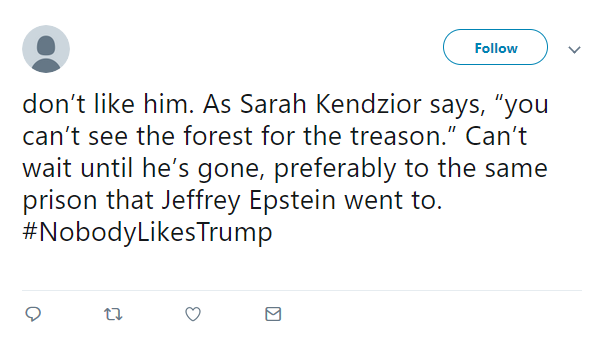 Follow
don’t like him. As Sarah Kendzior says, “you
can’t see the forest for the treason.” Can’t
wait until he’s gone, preferably to the same
prison that Jeffrey Epstein went to.
#NobodyLikesTrump